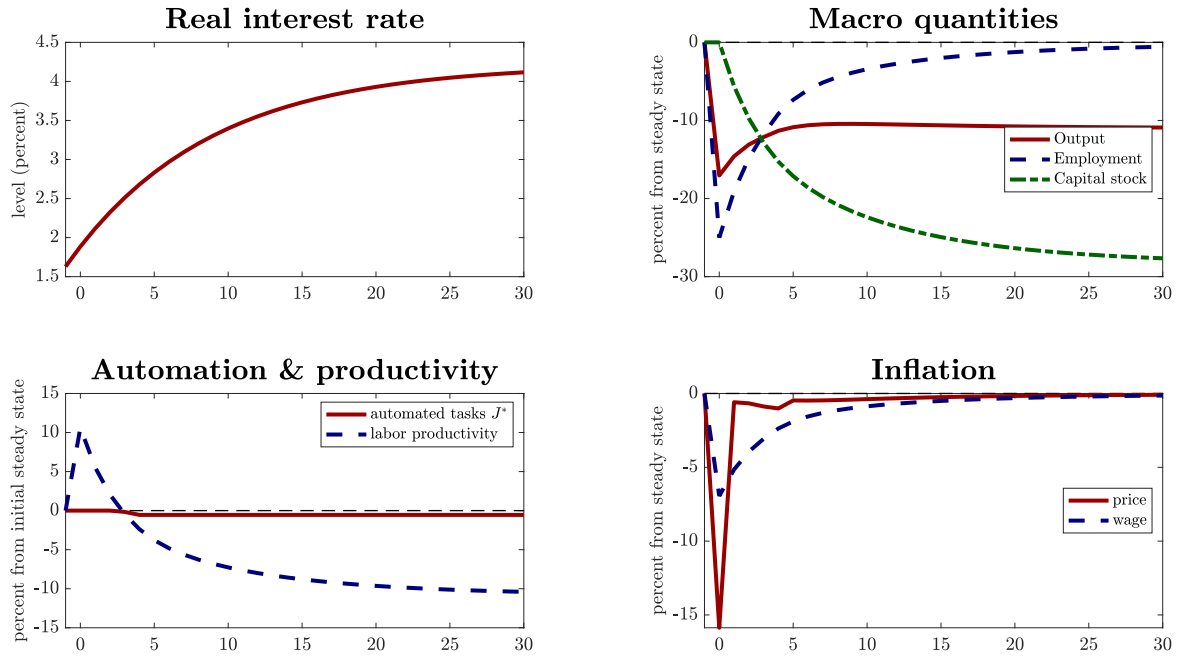 Real interest rate
level (percent)
4.5
4
3.5
3
2.5
2
1.5
0 5 10 15 20 25 30
Macro quantities
percent from steady state
0
-10
-20
-30
Output
Employment
Capital stock
0 5 10 15 20 25 30
Automation & productivity
percent from initial steady state
15
10
5
0
-5
-10
-15
automated tasks J*
labor productivity
0 5 10 15 20 25 30
Inflation
percent from steady state
0
-5
-10
-15
price
wage
0 5 10 15 20 25 30